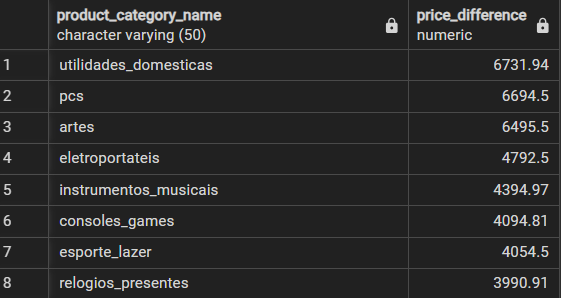 product_category_name price_difference
character varying (50) numeric
1 utilidades_domesticas 6731.94
2 pcs 6694.5
3 artes 6495.5
4 eletroportateis 4792.5
5 instrumentos_musicais 4394.97
6 consoles_games 4094.81
7 esporte_lazer 4054.5
8 relogios_presentes 3990.91